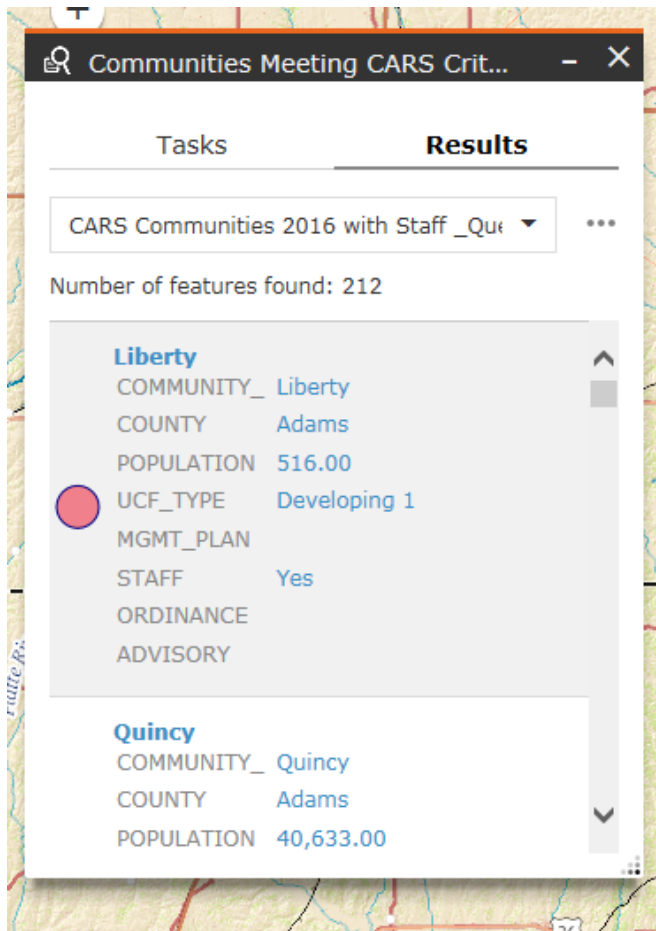 Communities Meeting CARS Crit...
Tasks Results
CARS Communities 2016 with Staff _Que
Number of features found: 212
Liberty
COMMUNITY_ Liberty
COUNTY Adams
POPULATION 516.00
UCF_TYPE Developing 1
MGMT_PLAN
STAFF Yes
ORDINANCE
ADVISORY
Quincy
COMMUNITY_ Quincy
COUNTY Adams
POPULATION 40,633.00